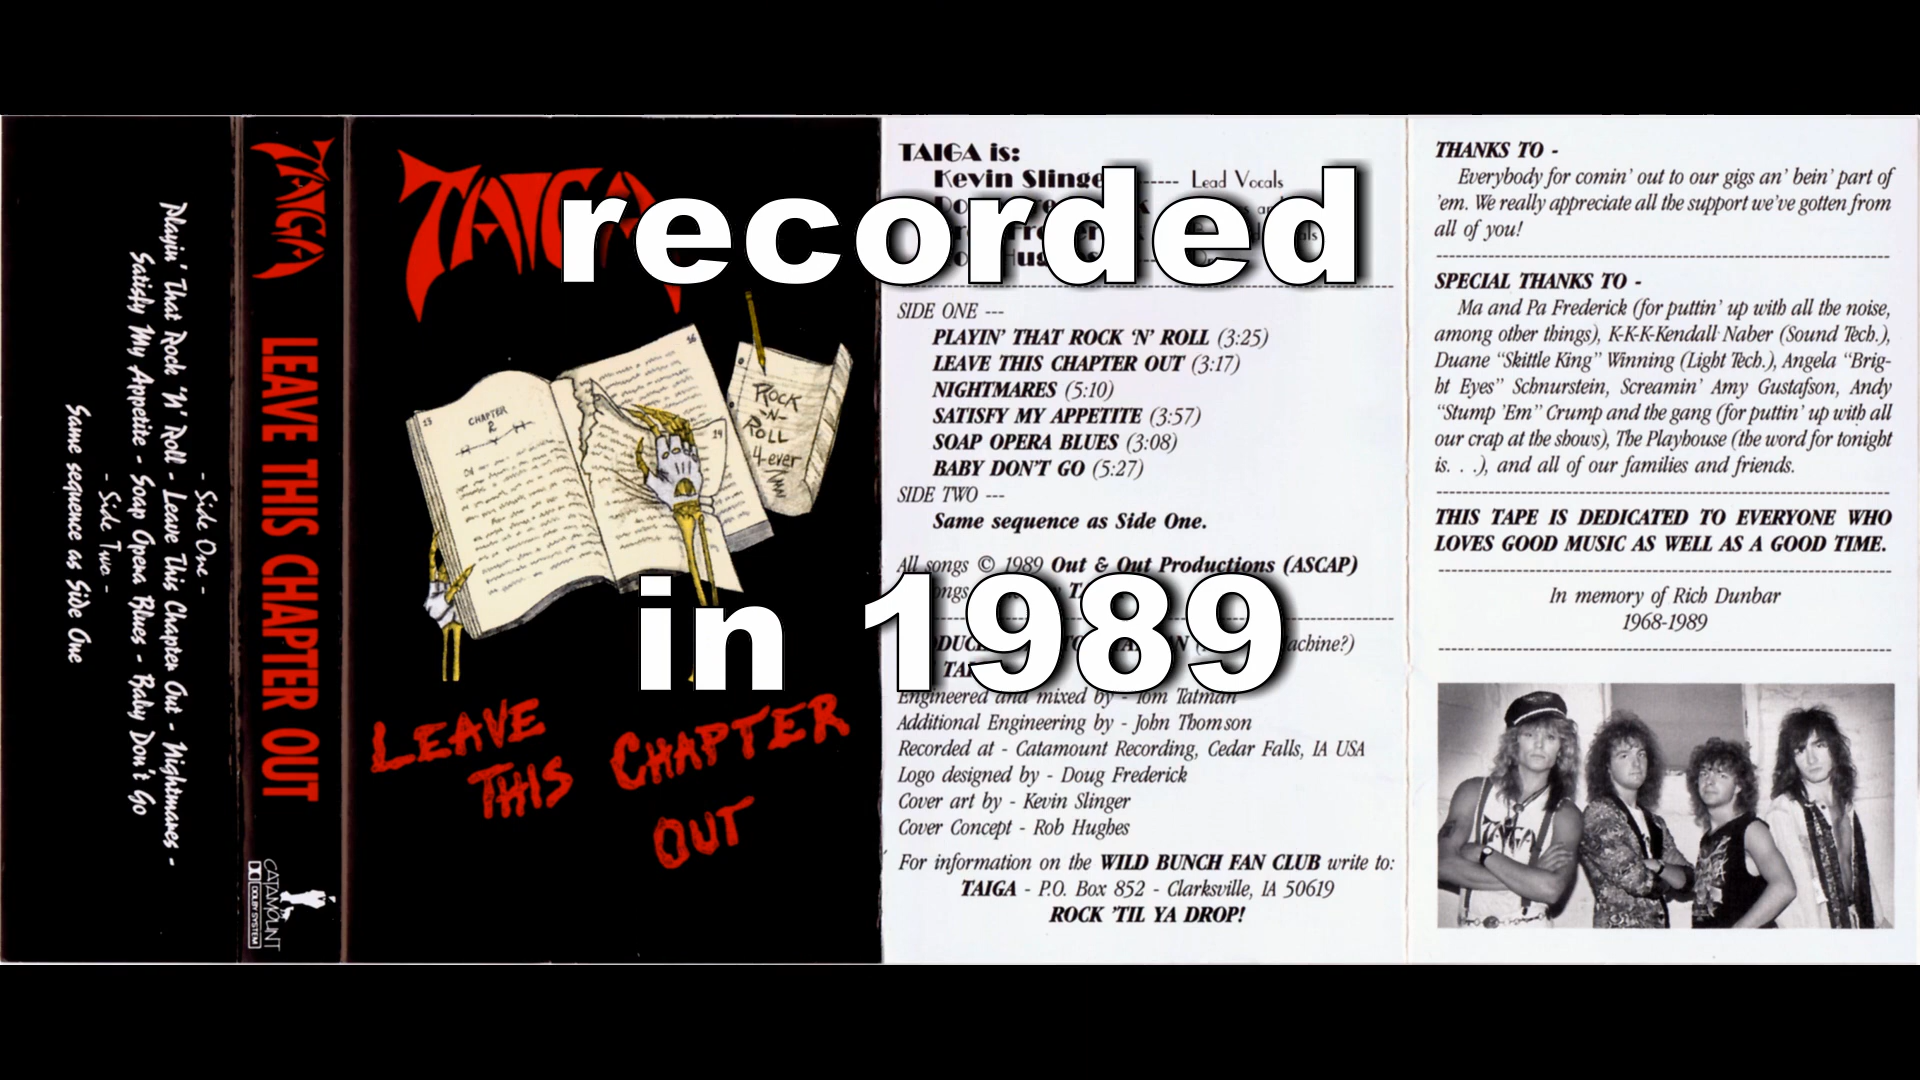 - Side One -
Playin' That Rock 'N' Roll - Leave This Chapter Out - Nightmares -
Satisfy My Appetite - Soap Opera Blues - Baby Don't Go
- Side Two -
Same sequence as Side One
TAIGA LEAVE THIS CHAPTER OUT
CATAMOUNT
DOLBY SYSTEM
TAIGA
15
CHAPTER
2
16
14
ROCK
-N-
ROLL
4-ever
LEAVE
THIS CHAPTER
OUT
recorded
in 1989
TAIGA is:
Kevin Slinge ---- Lead Vocals
SIDE ONE ---
PLAYIN' THAT ROCK 'N' ROLL (3:25)
LEAVE THIS CHAPTER OUT (3:17)
NIGHTMARES (5:10)
SATISFY MY APPETITE (3:57)
SOAP OPERA BLUES (3:08)
BABY DON'T GO (5:27)
SIDE TWO ---
Same sequence as Side One.
All songs © 1989 Out & Out Productions (ASCAP)
Engineered and mixed by - Tom Tatman
Additional Engineering by - John Thomson
Recorded at - Catamount Recording, Cedar Falls, IA USA
Logo designed by - Doug Frederick
Cover art by - Kevin Slinger
Cover Concept - Rob Hughes
For information on the WILD BUNCH FAN CLUB write to:
TAIGA - P.O. Box 852 - Clarksville, IA 50619
ROCK 'TIL YA DROP!
THANKS TO -
Everybody for comin' out to our gigs an' bein' part of
'em. We really appreciate all the support we've gotten from
all of you!
SPECIAL THANKS TO -
Ma and Pa Frederick (for puttin' up with all the noise,
among other things), K-K-K-Kendall Naber (Sound Tech.),
Duane "Skittle King" Winning (Light Tech.), Angela "Brig-
ht Eyes" Schnurstein, Screamin' Amy Gustafson, Andy
"Stump 'Em" Crump and the gang (for puttin' up with all
our crap at the shows), The Playhouse (the word for tonight
is. . .), and all of our families and friends.
THIS TAPE IS DEDICATED TO EVERYONE WHO
LOVES GOOD MUSIC AS WELL AS A GOOD TIME.
In memory of Rich Dunbar
1968-1989
TAIGA